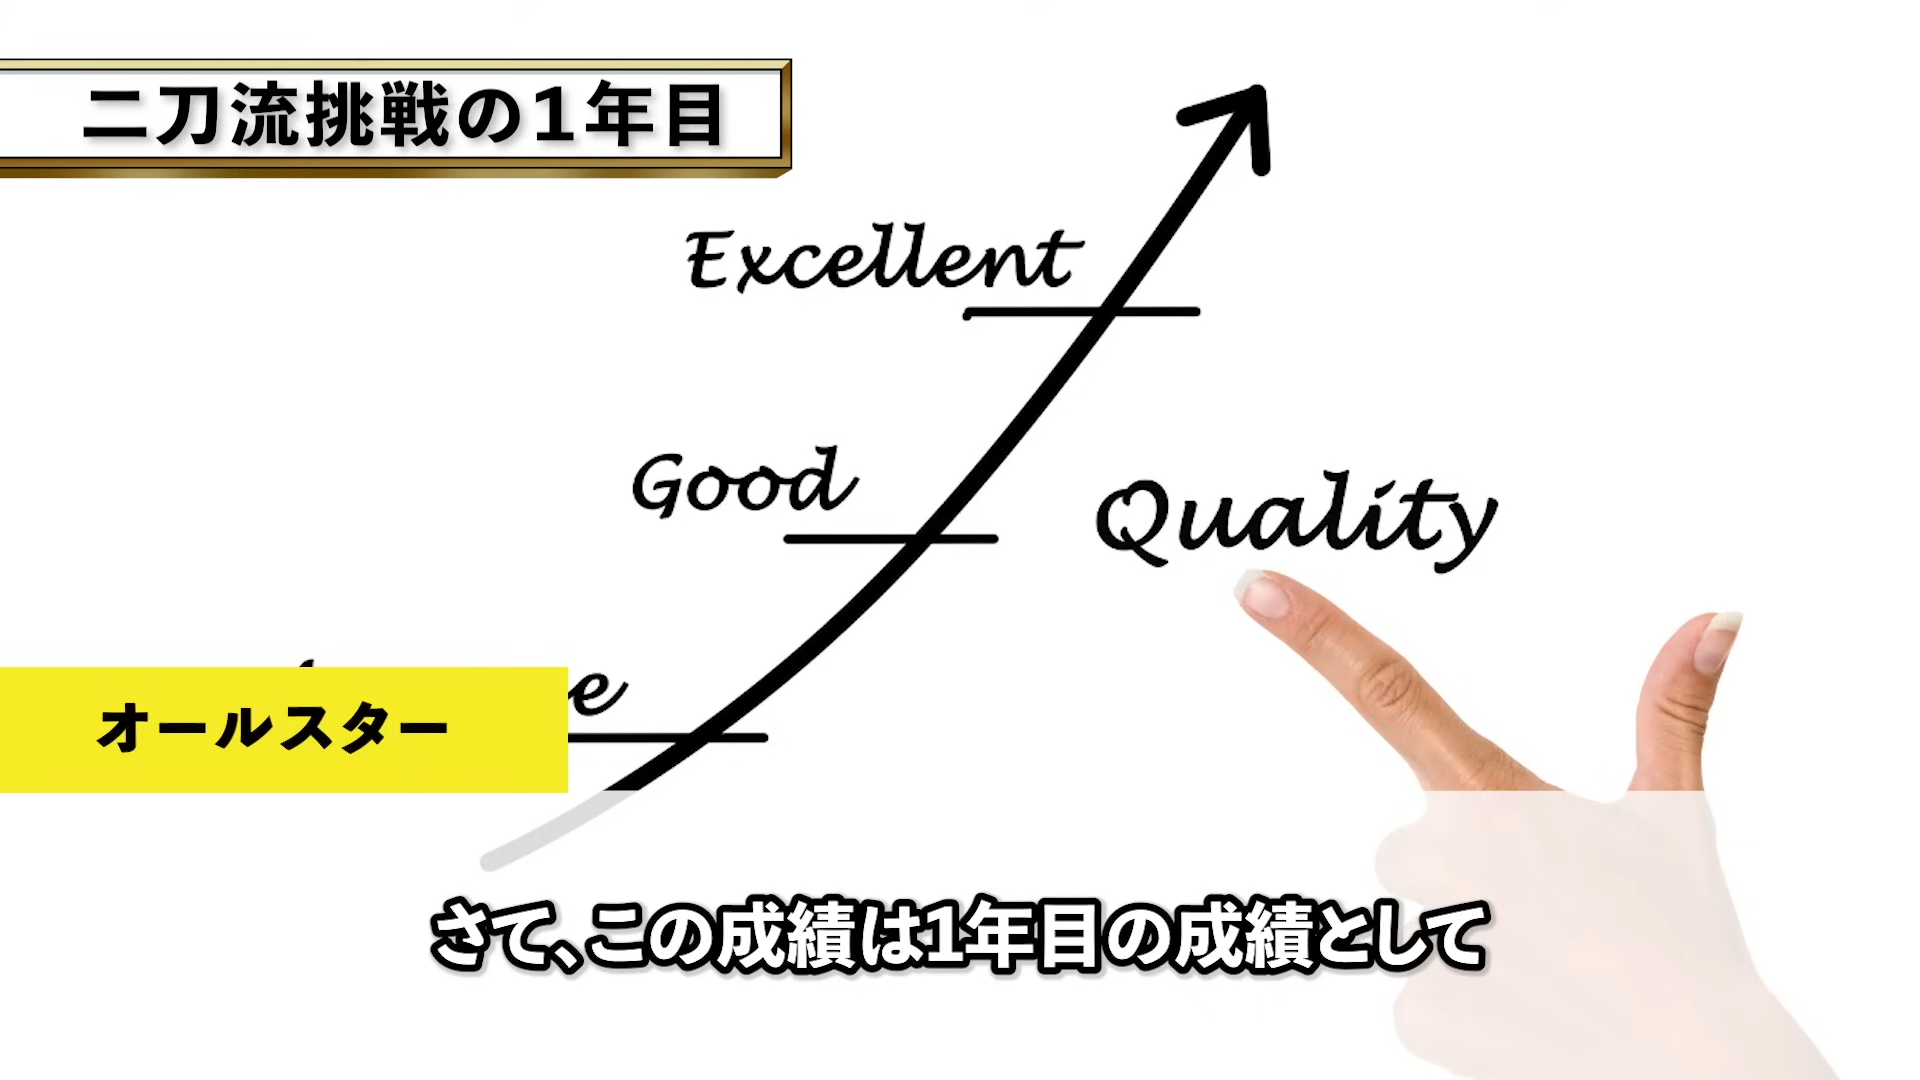 二刀流挑戦の1年目
Excellent
Good
Quality
オールスター
さて、この成績は1年目の成績として